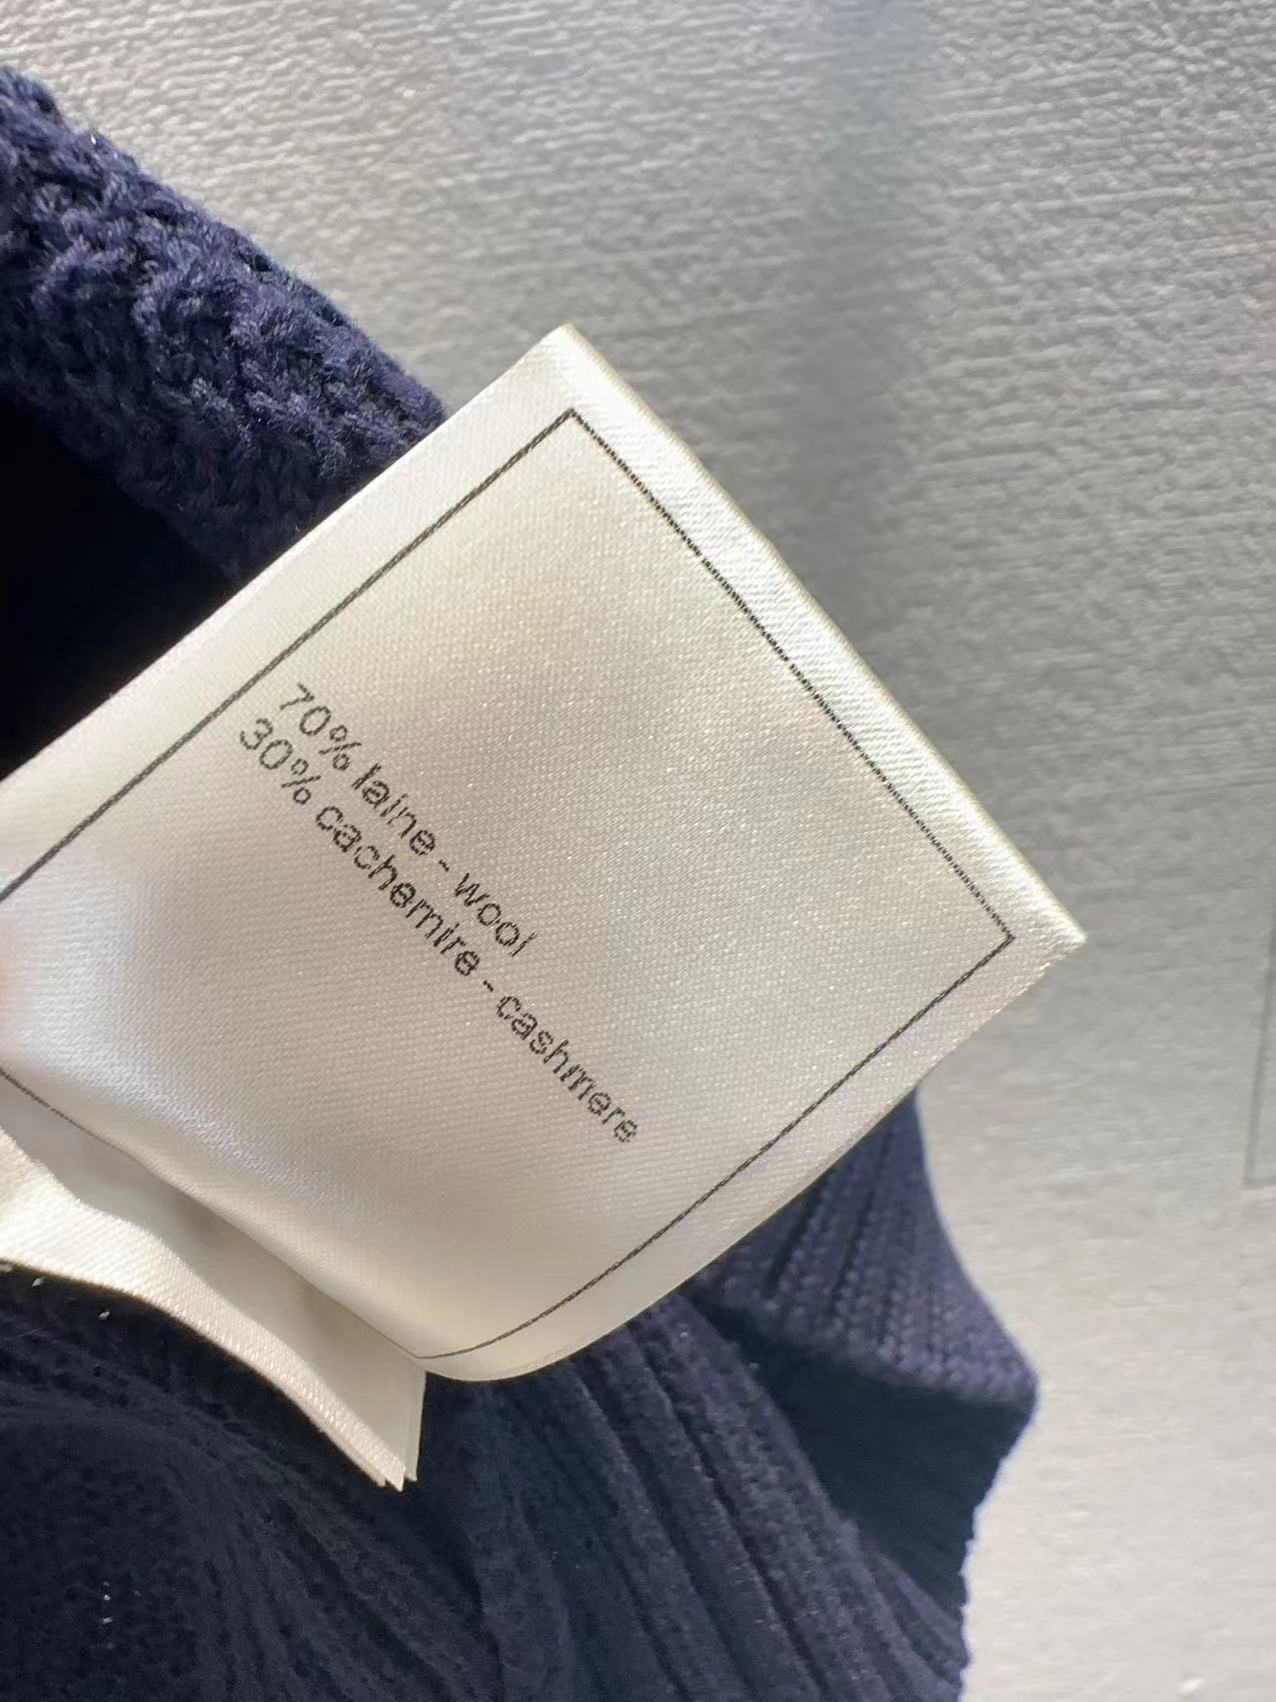 70% laine - wool
30% cachemire - cashmere